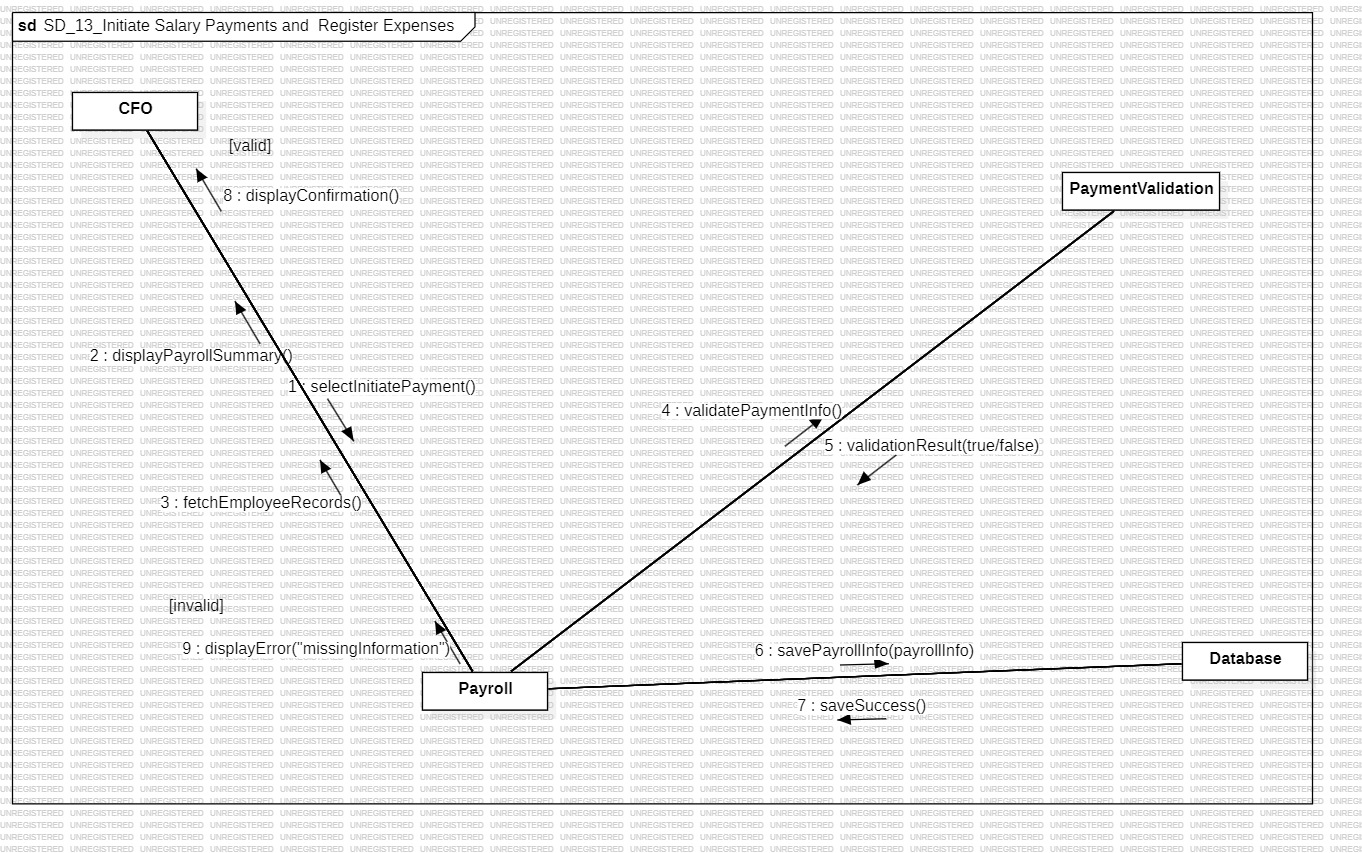 sd SD_13_Initiate Salary Payments and Register Expenses
CFO
[valid]
8 : displayConfirmation()
PaymentValidation
2 : displayPayrollSummary()
1 : selectInitiatePayment()
4 : validatePaymentInfo()
5 : validationResult(true/false)
3 : fetchEmployeeRecords()
[invalid]
9 : displayError("missingInformation")
6 : savePayrollInfo(payrollInfo)
Database
Payroll
7 : saveSuccess()
UNREGISTERED